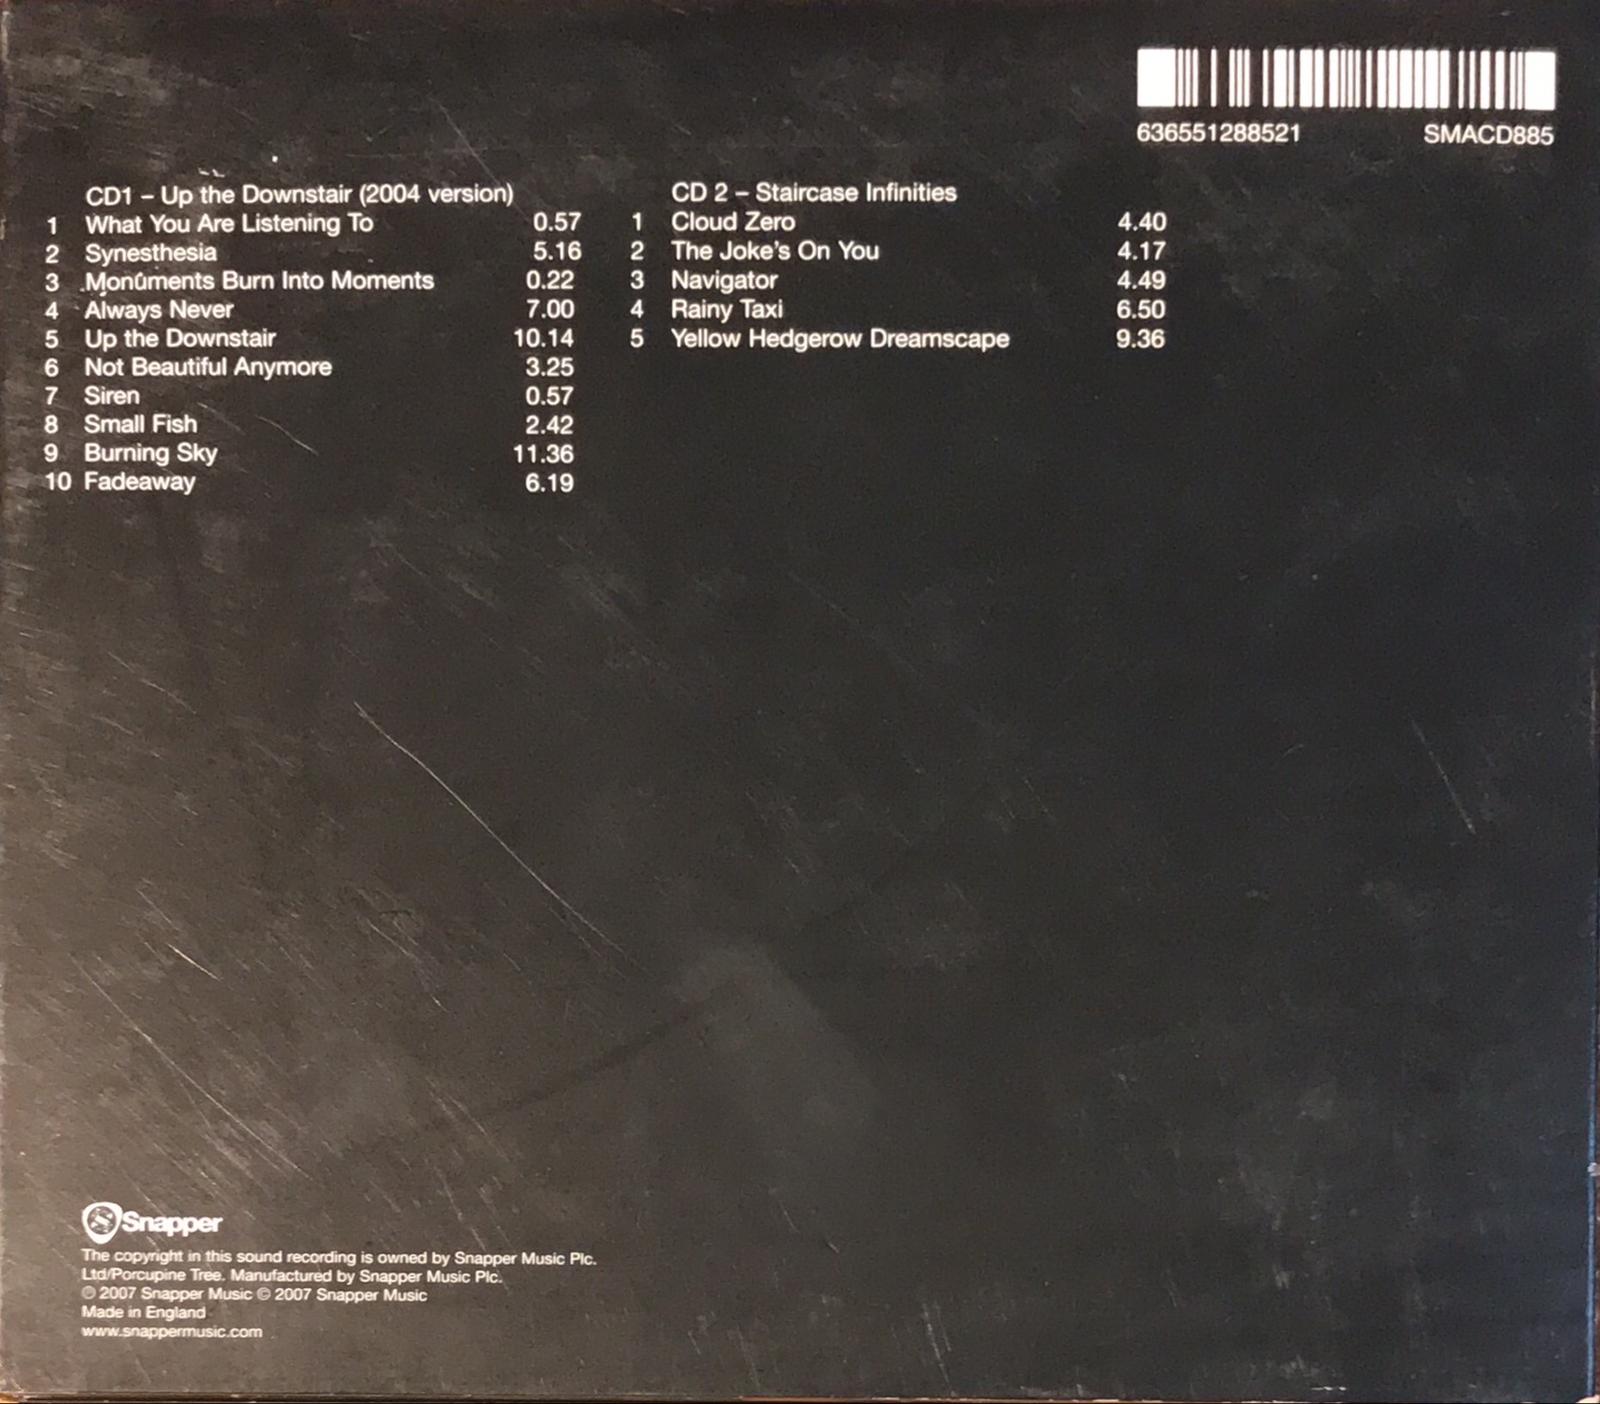 636551288521 SMACD885
CD1 – Up the Downstair (2004 version)
1 What You Are Listening To 0.57
2 Synesthesia 5.16
3 Monuments Burn Into Moments 0.22
4 Always Never 7.00
5 Up the Downstair 10.14
6 Not Beautiful Anymore 3.25
7 Siren 0.57
8 Small Fish 2.42
9 Burning Sky 11.36
10 Fadeaway 6.19
CD 2 – Staircase Infinities
1 Cloud Zero 4.40
2 The Joke's On You 4.17
3 Navigator 4.49
4 Rainy Taxi 6.50
5 Yellow Hedgerow Dreamscape 9.36
Snapper
The copyright in this sound recording is owned by Snapper Music Plc.
Ltd/Porcupine Tree. Manufactured by Snapper Music Plc.
℗ 2007 Snapper Music © 2007 Snapper Music
Made in England
www.snappermusic.com